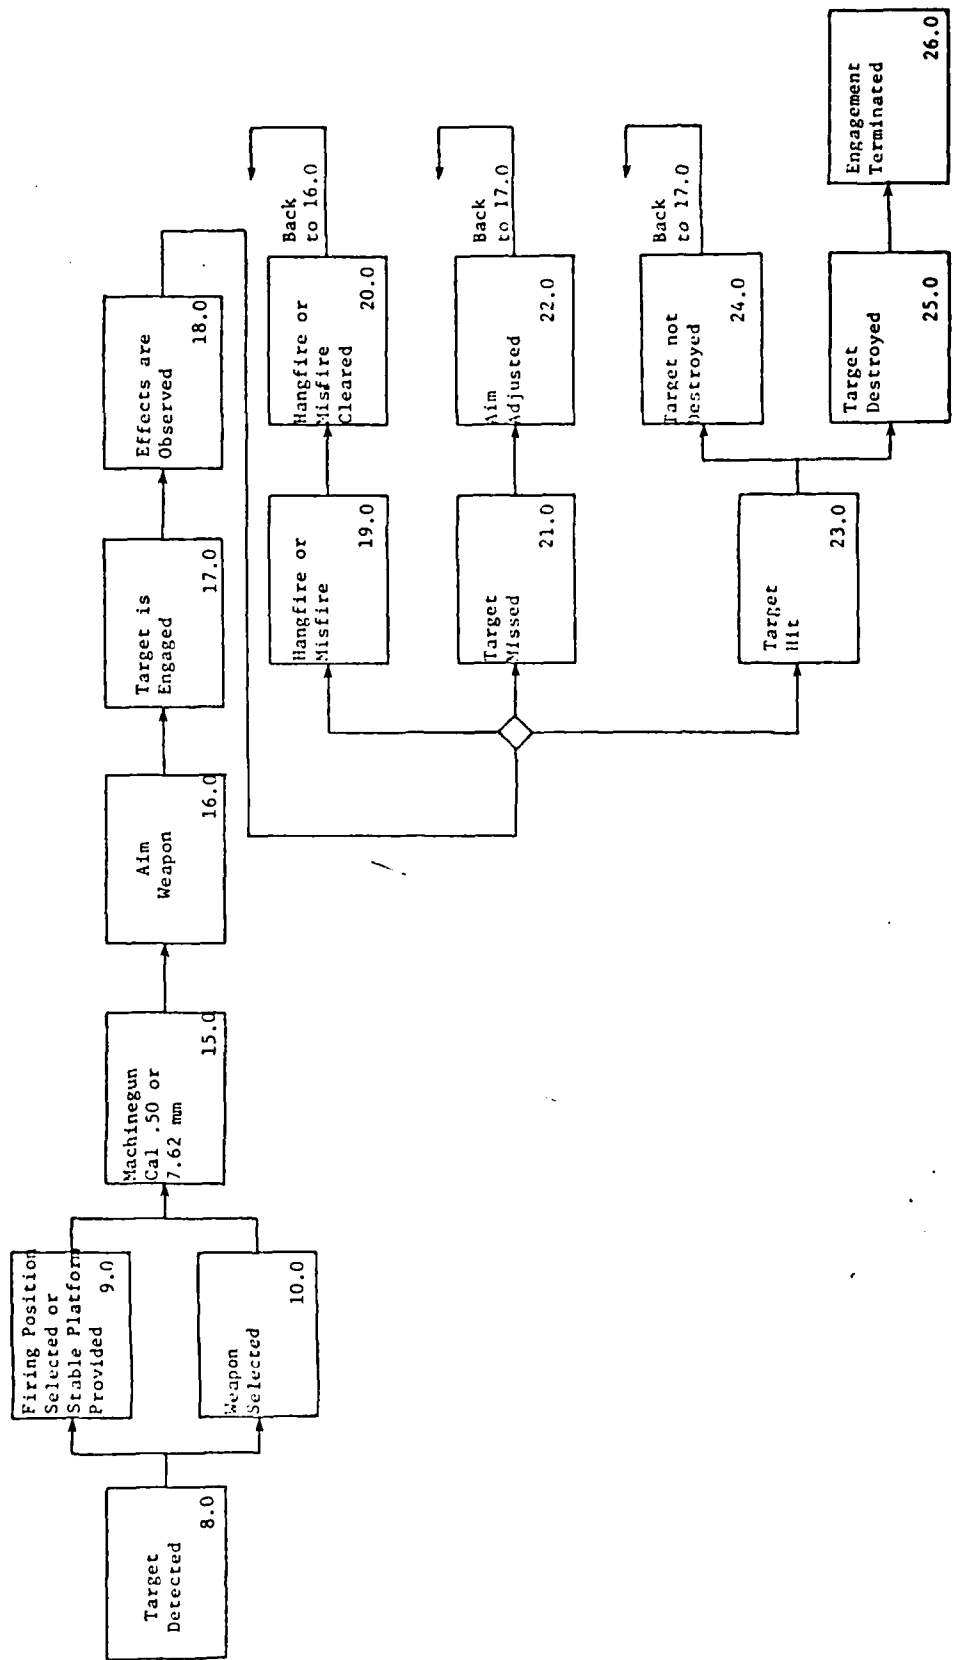 Target
Detected
8.0
Firing Position
Selected or
Stable Platform
Provided
9.0
Weapon
Selected
10.0
Machinegun
Cal .50 or
7.62 mm
15.0
Aim
Weapon
16.0
Target is
Engaged
17.0
Effects are
Observed
18.0
Hangfire or
Misfire
19.0
Hangfire or
Misfire
Cleared
20.0
Back
to 16.0
Target
Missed
21.0
Aim
Adjusted
22.0
Back
to 17.0
Target
Hit
23.0
Target not
Destroyed
24.0
Back
to 17.0
Target
Destroyed
25.0
Engagement
Terminated
26.0